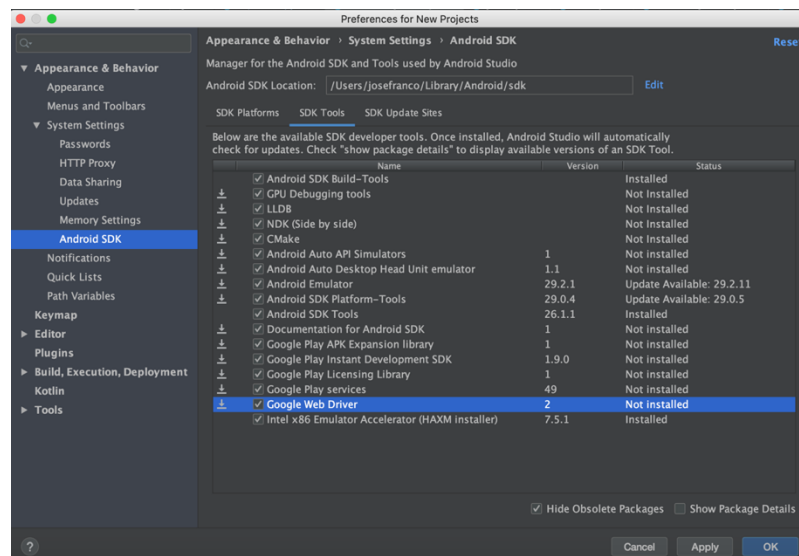 Preferences for New Projects
Appearance & Behavior › System Settings › Android SDK
Rese
Manager for the Android SDK and Tools used by Android Studio
Android SDK Location: /Users/josefranco/Library/Android/sdk Edit
Appearance & Behavior
Appearance
Menus and Toolbars
System Settings
Passwords
HTTP Proxy
Data Sharing
Updates
Memory Settings
Android SDK
Notifications
Quick Lists
Path Variables
Keymap
Editor
Plugins
Build, Execution, Deployment
Kotlin
Tools
SDK Platforms SDK Tools SDK Update Sites
Below are the available SDK developer tools. Once installed, Android Studio will automatically
check for updates. Check "show package details" to display available versions of an SDK Tool.
Name Version Status
Android SDK Build-Tools Installed
GPU Debugging tools Not Installed
LLDB Not Installed
NDK (Side by side) Not Installed
CMake Not Installed
Android Auto API Simulators 1 Not installed
Android Auto Desktop Head Unit emulator 1.1 Not installed
Android Emulator 29.2.1 Update Available: 29.2.11
Android SDK Platform-Tools 29.0.4 Update Available: 29.0.5
Android SDK Tools 26.1.1 Installed
Documentation for Android SDK 1 Not installed
Google Play APK Expansion library 1 Not installed
Google Play Instant Development SDK 1.9.0 Not installed
Google Play Licensing Library 1 Not installed
Google Play services 49 Not installed
Google Web Driver 2 Not installed
Intel x86 Emulator Accelerator (HAXM installer) 7.5.1 Installed
Hide Obsolete Packages Show Package Details
? Cancel Apply OK